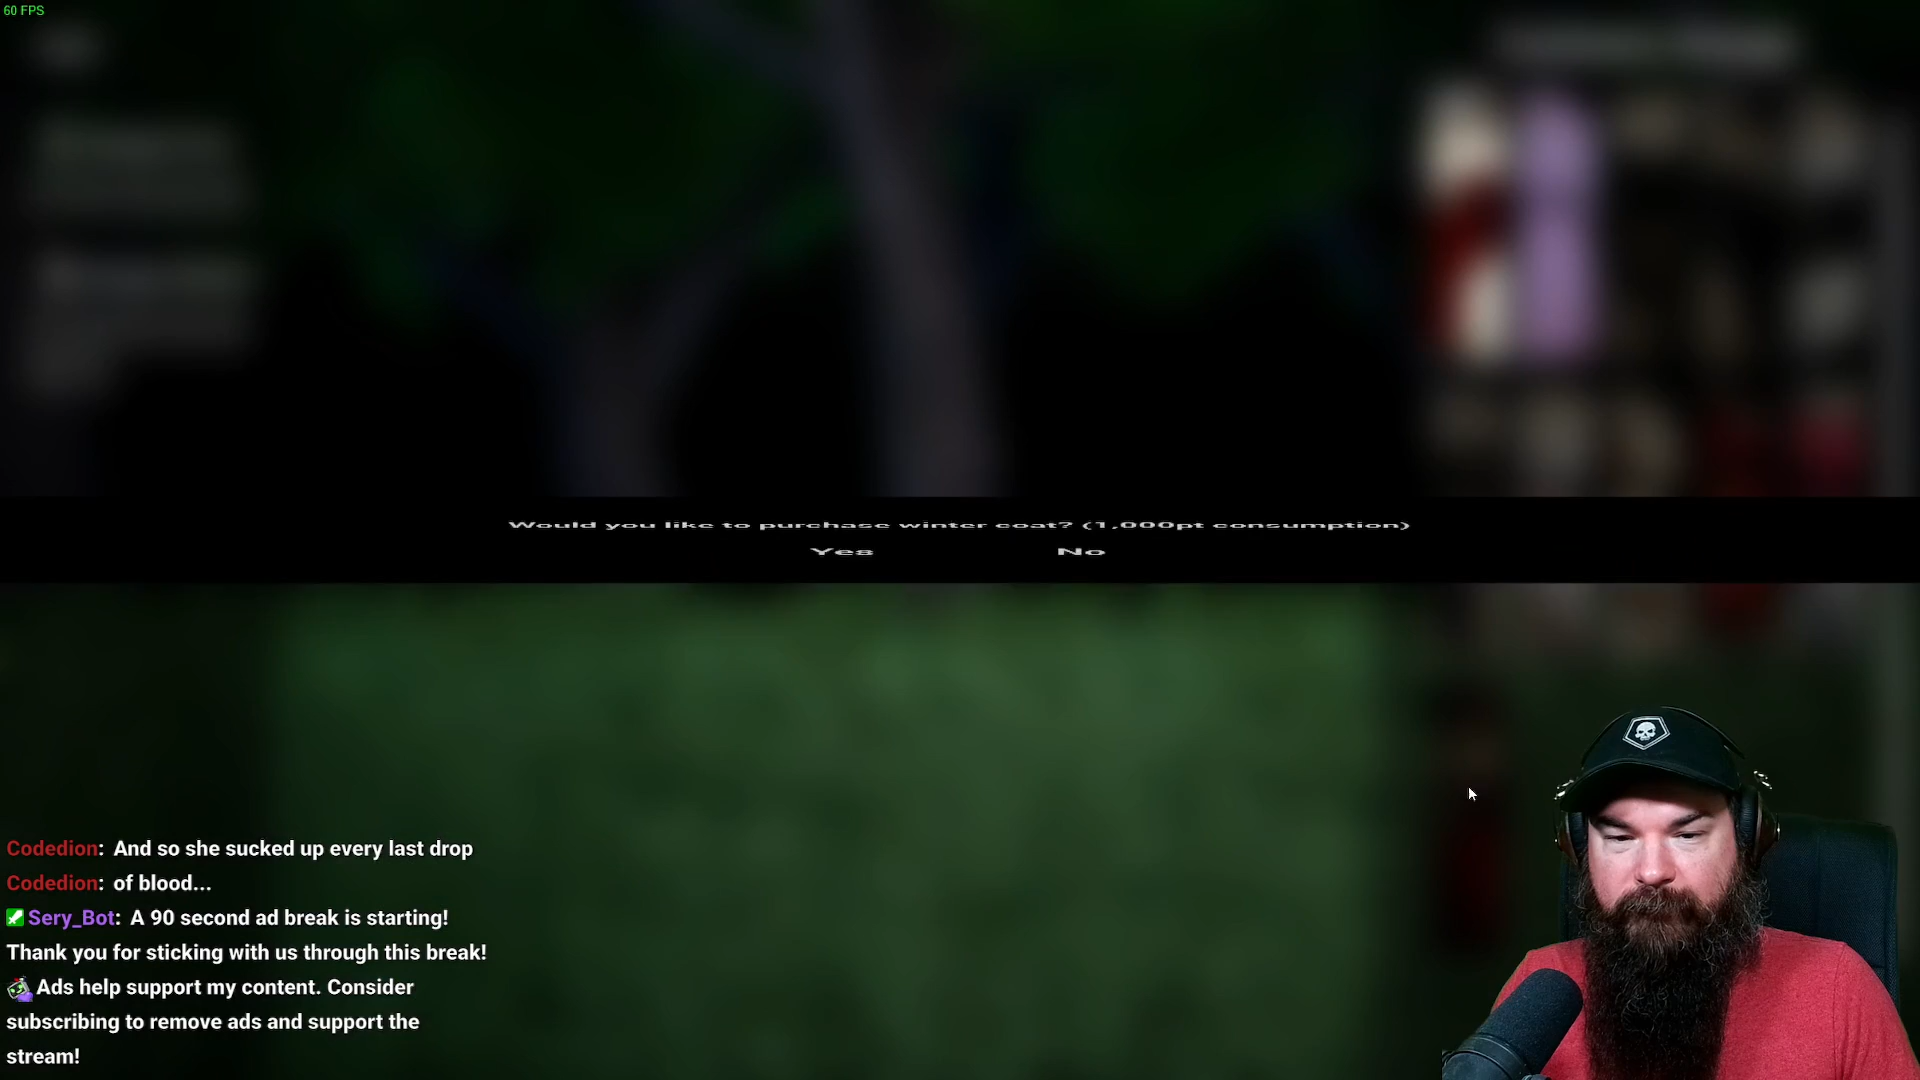 60 FPS
Would you like to purchase winter coat? (1,000pt consumption)
Yes No
Codedion: And so she sucked up every last drop
Codedion: of blood...
Sery_Bot: A 90 second ad break is starting!
Thank you for sticking with us through this break!
Ads help support my content. Consider
subscribing to remove ads and support the
stream!